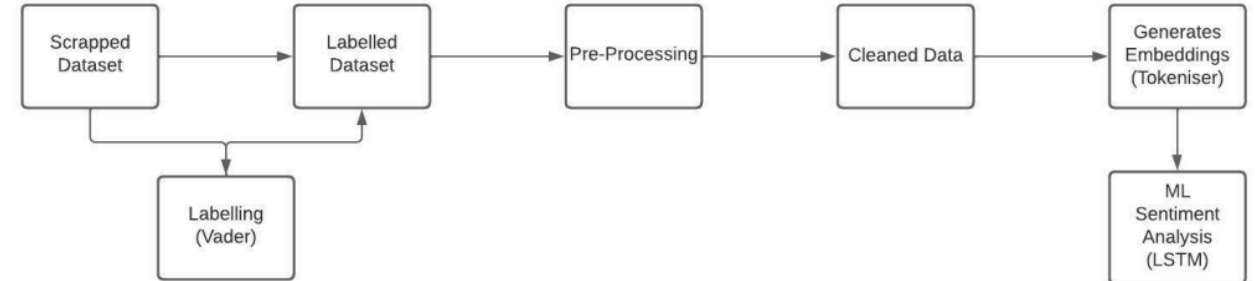 Scrapped
Dataset
Labelled
Dataset
Pre-Processing
Cleaned Data
Generates
Embeddings
(Tokeniser)
Labelling
(Vader)
ML
Sentiment
Analysis
(LSTM)